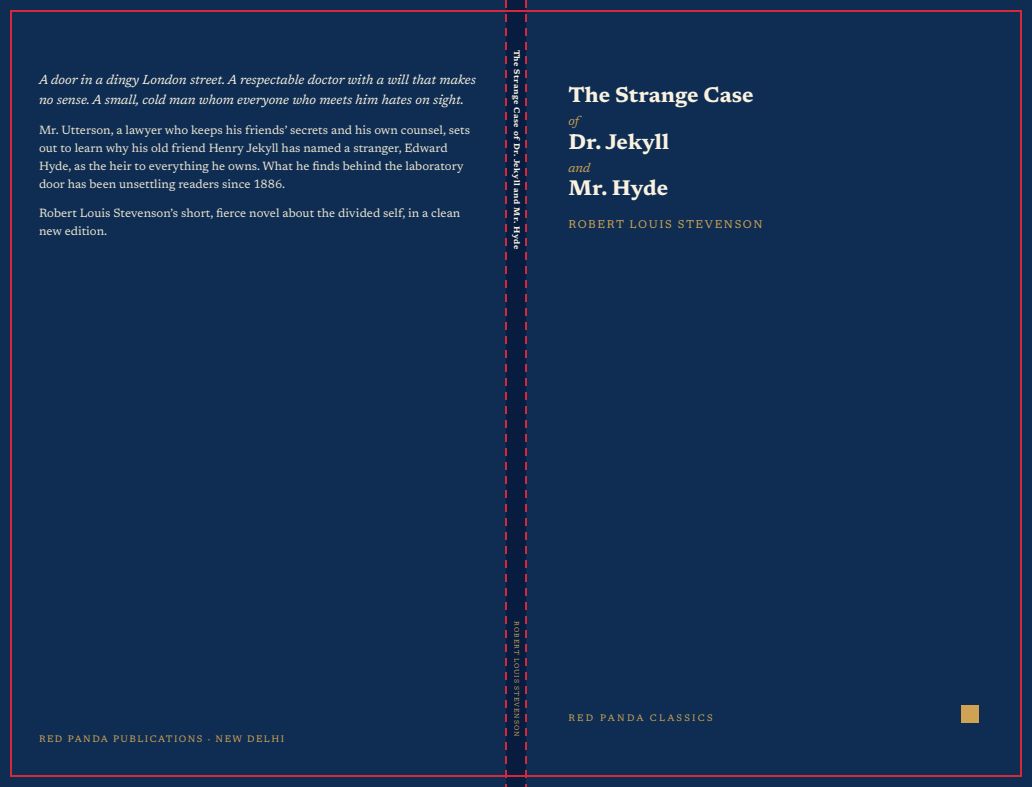 A door in a dingy London street. A respectable doctor with a will that makes
no sense. A small, cold man whom everyone who meets him hates on sight.
Mr. Utterson, a lawyer who keeps his friends’ secrets and his own counsel, sets
out to learn why his old friend Henry Jekyll has named a stranger, Edward
Hyde, as the heir to everything he owns. What he finds behind the laboratory
door has been unsettling readers since 1886.
Robert Louis Stevenson’s short, fierce novel about the divided self, in a clean
new edition.
RED PANDA PUBLICATIONS · NEW DELHI
The Strange Case of Dr. Jekyll and Mr. Hyde
ROBERT LOUIS STEVENSON
The Strange Case
of
Dr. Jekyll
and
Mr. Hyde
ROBERT LOUIS STEVENSON
RED PANDA CLASSICS